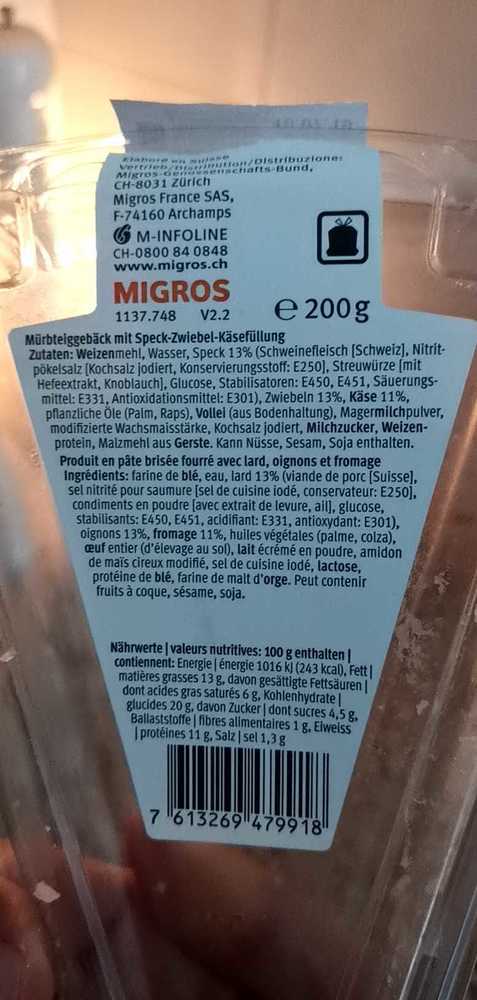 Elaboré en Suisse
Vertrieb/Distribution/Distribuzione:
Migros-Genossenschafts-Bund,
CH-8031 Zürich
Migros France SAS,
F-74160 Archamps
M-INFOLINE
CH-0800 84 0848
www.migros.ch
MIGROS
1137.748 V2.2
e 200g
Mürbteiggebäck mit Speck-Zwiebel-Käsefüllung
Zutaten: Weizenmehl, Wasser, Speck 13% (Schweinefleisch [Schweiz], Nitrit-
pökelsalz [Kochsalz jodiert, Konservierungsstoff: E250], Streuwürze [mit
Hefeextrakt, Knoblauch], Glucose, Stabilisatoren: E450, E451, Säuerungs-
mittel: E331, Antioxidationsmittel: E301), Zwiebeln 13%, Käse 11%,
pflanzliche Öle (Palm, Raps), Vollei (aus Bodenhaltung), Magermilchpulver,
modifizierte Wachsmaisstärke, Kochsalz jodiert, Milchzucker, Weizen-
protein, Malzmehl aus Gerste. Kann Nüsse, Sesam, Soja enthalten.
Produit en pâte brisée fourré avec lard, oignons et fromage
Ingrédients: farine de blé, eau, lard 13% (viande de porc [Suisse],
sel nitrité pour saumure [sel de cuisine iodé, conservateur: E250],
condiments en poudre [avec extrait de levure, ail], glucose,
stabilisants: E450, E451, acidifiant: E331, antioxydant: E301),
oignons 13%, fromage 11%, huiles végétales (palme, colza),
œuf entier (d'élevage au sol), lait écrémé en poudre, amidon
de maïs cireux modifié, sel de cuisine iodé, lactose,
protéine de blé, farine de malt d'orge. Peut contenir
fruits à coque, sésame, soja.
Nährwerte | valeurs nutritives: 100 g enthalten |
contiennent: Energie | énergie 1016 kJ (243 kcal), Fett |
matières grasses 13 g, davon gesättigte Fettsäuren |
dont acides gras saturés 6 g, Kohlenhydrate |
glucides 20 g, davon Zucker | dont sucres 4,5 g,
Ballaststoffe | fibres alimentaires 1 g, Eiweiss
| protéines 11 g, Salz | sel 1,3 g
7 613269 479918